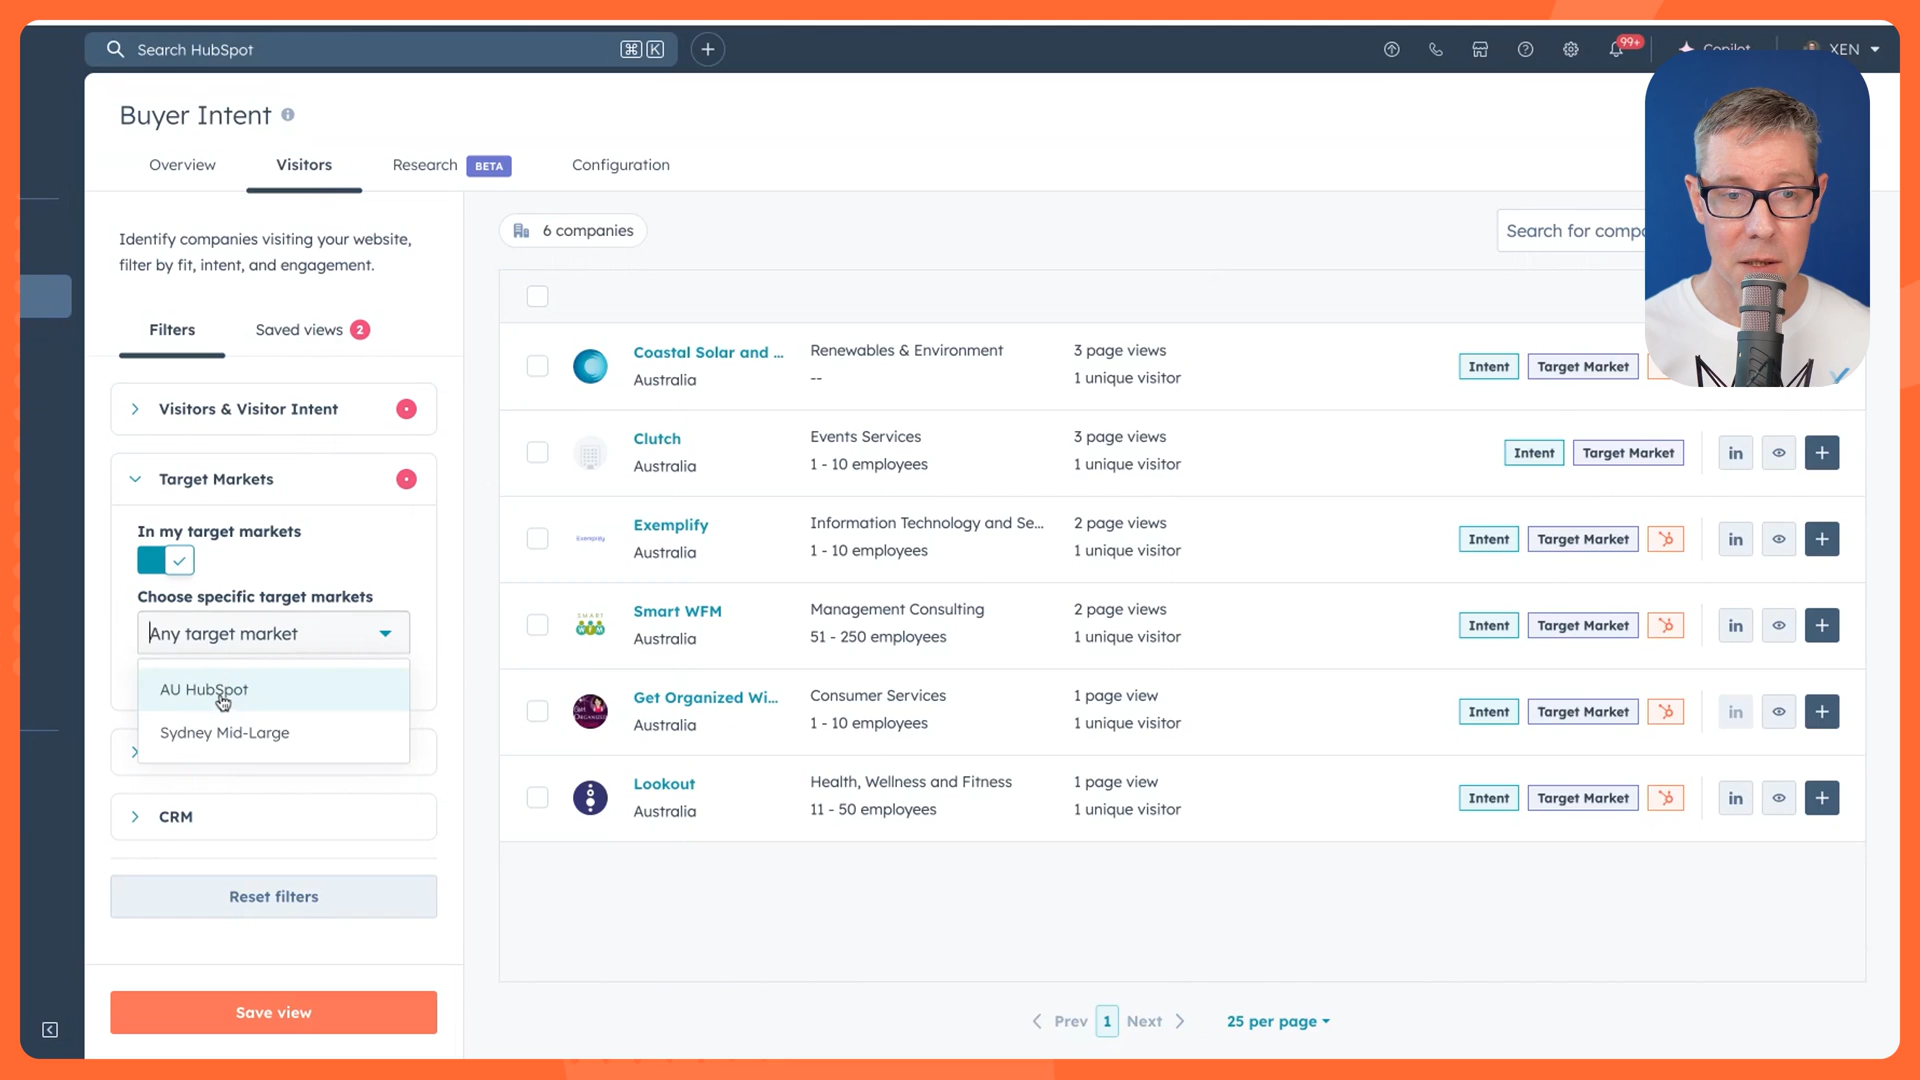 Search HubSpot
⌘ K
99+
XEN
Buyer Intent
Overview
Visitors
Research BETA
Configuration
Identify companies visiting your website,
filter by fit, intent, and engagement.
Filters
Saved views 2
Visitors & Visitor Intent
Target Markets
In my target markets
Choose specific target markets
Any target market
AU HubSpot
Sydney Mid-Large
CRM
Reset filters
Save view
6 companies
Coastal Solar and ...
Australia
Renewables & Environment
--
3 page views
1 unique visitor
Intent
Target Market
Clutch
Australia
Events Services
1 - 10 employees
3 page views
1 unique visitor
Intent
Target Market
in
Exemplify
Exemplify
Australia
Information Technology and Se...
1 - 10 employees
2 page views
1 unique visitor
Intent
Target Market
in
SMART
WFM
Smart WFM
Australia
Management Consulting
51 - 250 employees
2 page views
1 unique visitor
Intent
Target Market
in
Get Organized Wi...
Australia
Consumer Services
1 - 10 employees
1 page view
1 unique visitor
Intent
Target Market
in
Lookout
Australia
Health, Wellness and Fitness
11 - 50 employees
1 page view
1 unique visitor
Intent
Target Market
in
Prev 1 Next
25 per page